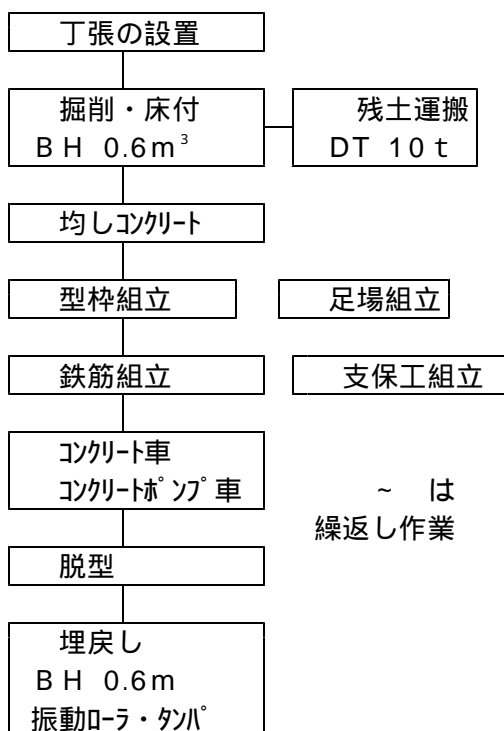 丁張の設置
掘削・床付
残土運搬
BH 0.6m³
DT 10t
均しコンクリート
型枠組立
足場組立
鉄筋組立
支保工組立
コンクリート車
コンクリートポンプ車
~ は
繰返し作業
脱型
埋戻し
BH 0.6m
振動ローラ・タンパ